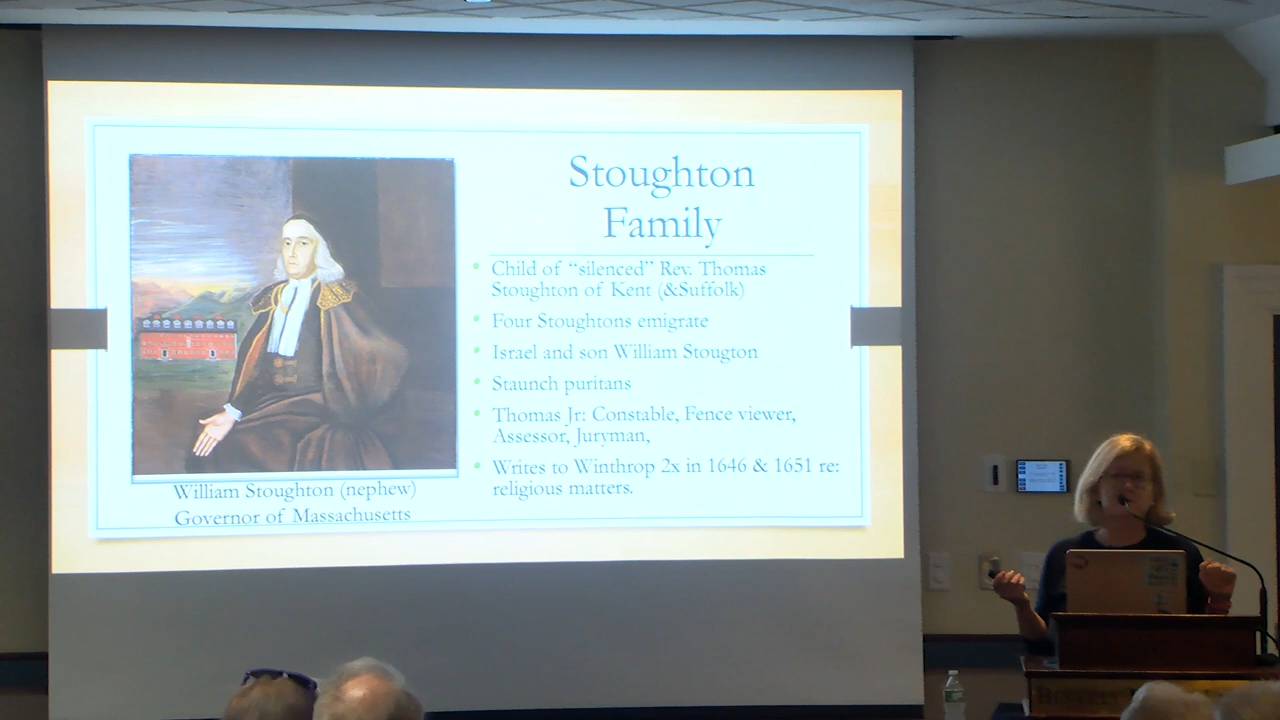 Stoughton
Family
Child of “silenced” Rev. Thomas
Stoughton of Kent (&Suffolk)
Four Stoughtons emigrate
Israel and son William Stougton
Staunch puritans
Thomas Jr: Constable, Fence viewer,
Assessor, Juryman,
Writes to Winthrop 2x in 1646 & 1651 re:
religious matters.
William Stoughton (nephew)
Governor of Massachusetts